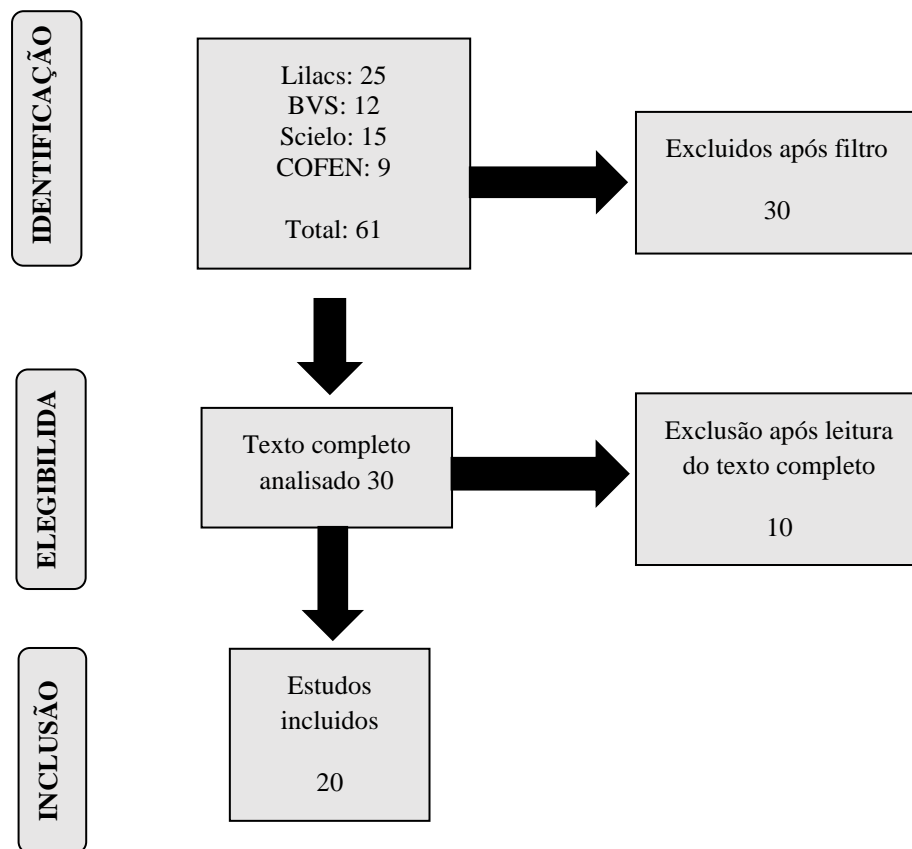 IDENTIFICAÇÃO
Lilacs: 25
BVS: 12
Scielo: 15
COFEN: 9
Total: 61
Excluidos após filtro
30
ELEGIBILIDA
Texto completo
analisado 30
Exclusão após leitura
do texto completo
10
INCLUSÃO
Estudos
incluidos
20